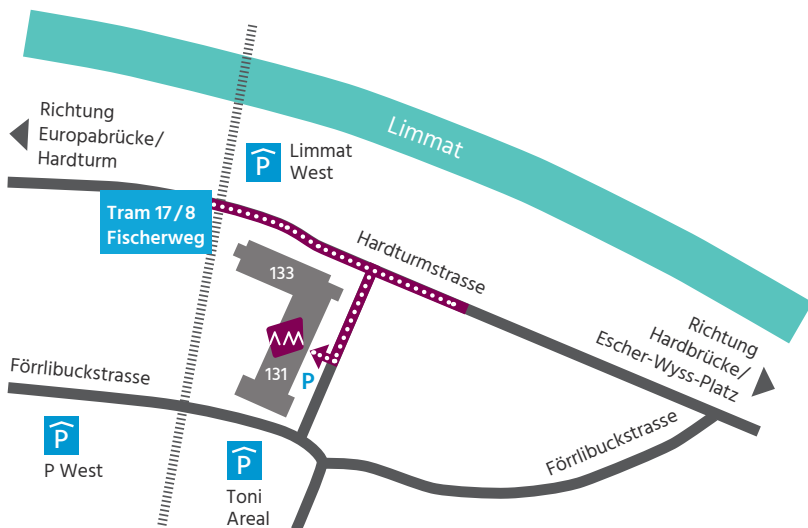 Limmat
Richtung
Europabrücke/
Hardturm
P
Limmat
West
Tram 17/8
Fischerweg
Hardturmstrasse
133
131
P
Richtung
Hardbrücke/
Escher-Wyss-Platz
Förrlibuckstrasse
P
P West
P
Toni
Areal
Förrlibuckstrasse